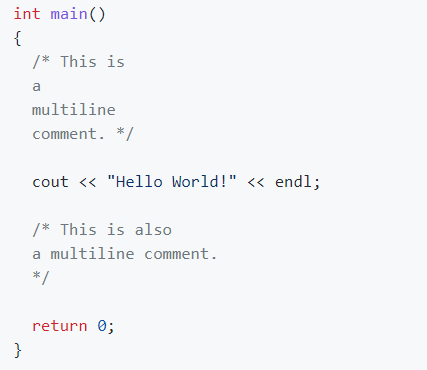 int main()
{
/* This is
a
multiline
comment. */
cout << "Hello World!" << endl;
/* This is also
a multiline comment.
*/
return 0;
}